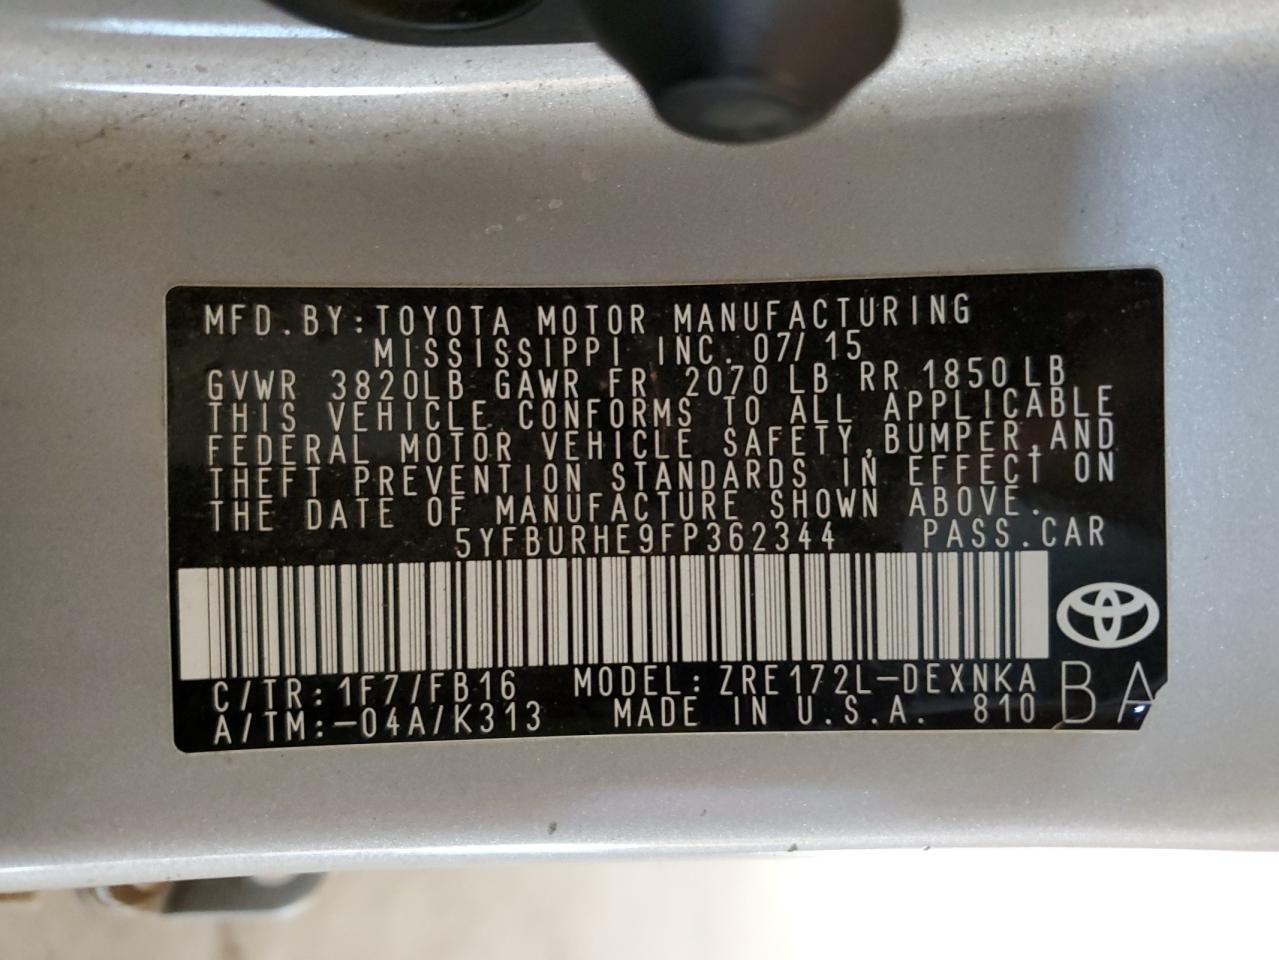 MFD.BY:TOYOTA MOTOR MANUFACTURING
MISSISSIPPI INC. 07/15
GVWR 3820LB GAWR FR 2070 LB RR 1850 LB
THIS VEHICLE CONFORMS TO ALL APPLICABLE
FEDERAL MOTOR VEHICLE SAFETY,BUMPER,AND
THEFT PREVENTION STANDARDS IN EFFECT ON
THE DATE OF MANUFACTURE SHOWN ABOVE.
5YFBURHE9FP362344 PASS.CAR
C/TR:1F7/FB16 MODEL:ZRE172L-DEXNKA
A/TM:-04A/K313 MADE IN U.S.A. 810 BA